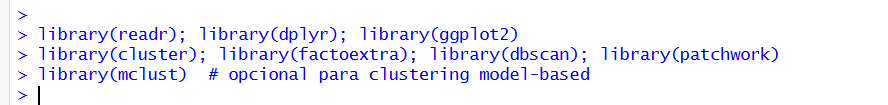 >
> library(readr); library(dplyr); library(ggplot2)
> library(cluster); library(factoextra); library(dbscan); library(patchwork)
> library(mclust)  # opcional para clustering model-based
>